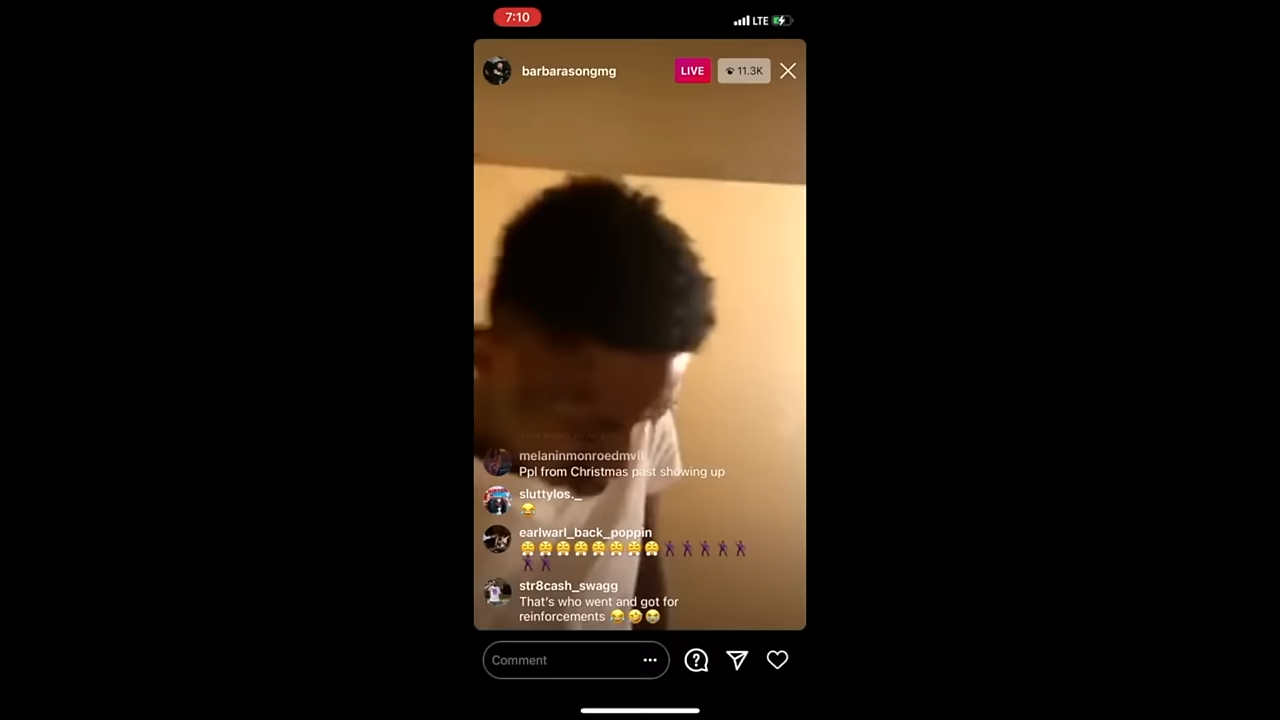 7:10
LTE
barbarasongmg
LIVE
11.3K
melaninmonroedmvll
Ppl from Christmas past showing up
sluttylos._
😂
earlwarl_back_poppin
😤😤😤😤😤😤😤😤🕺🏿🕺🏿🕺🏿🕺🏿🕺🏿
🕺🏿🕺🏿
str8cash_swagg
That's who went and got for
reinforcements 😂🤣😭
Comment